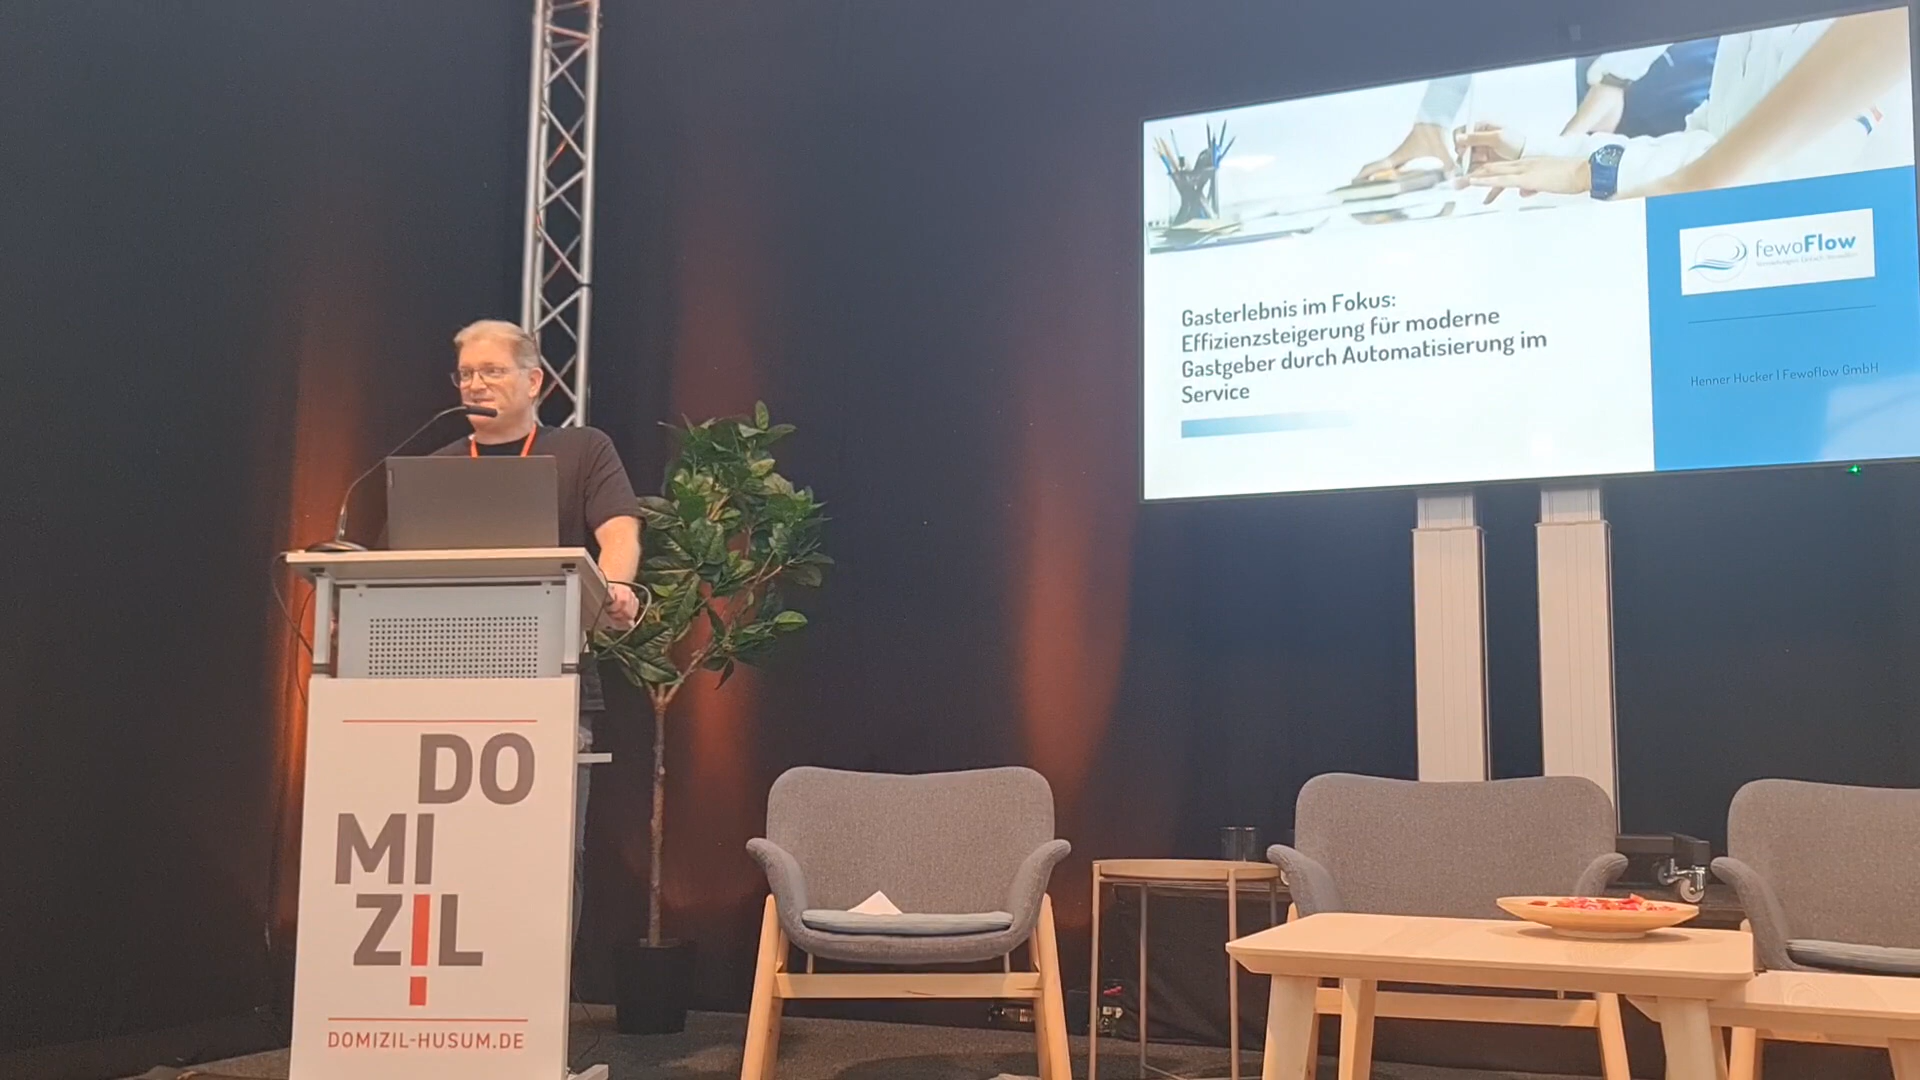 fewoFlow
Gasterlebnis im Fokus:
Effizienzsteigerung für moderne
Gastgeber durch Automatisierung im
Service
Henner Hucker | Fewoflow GmbH
DO
MI
Z!L
DOMIZIL-HUSUM.DE